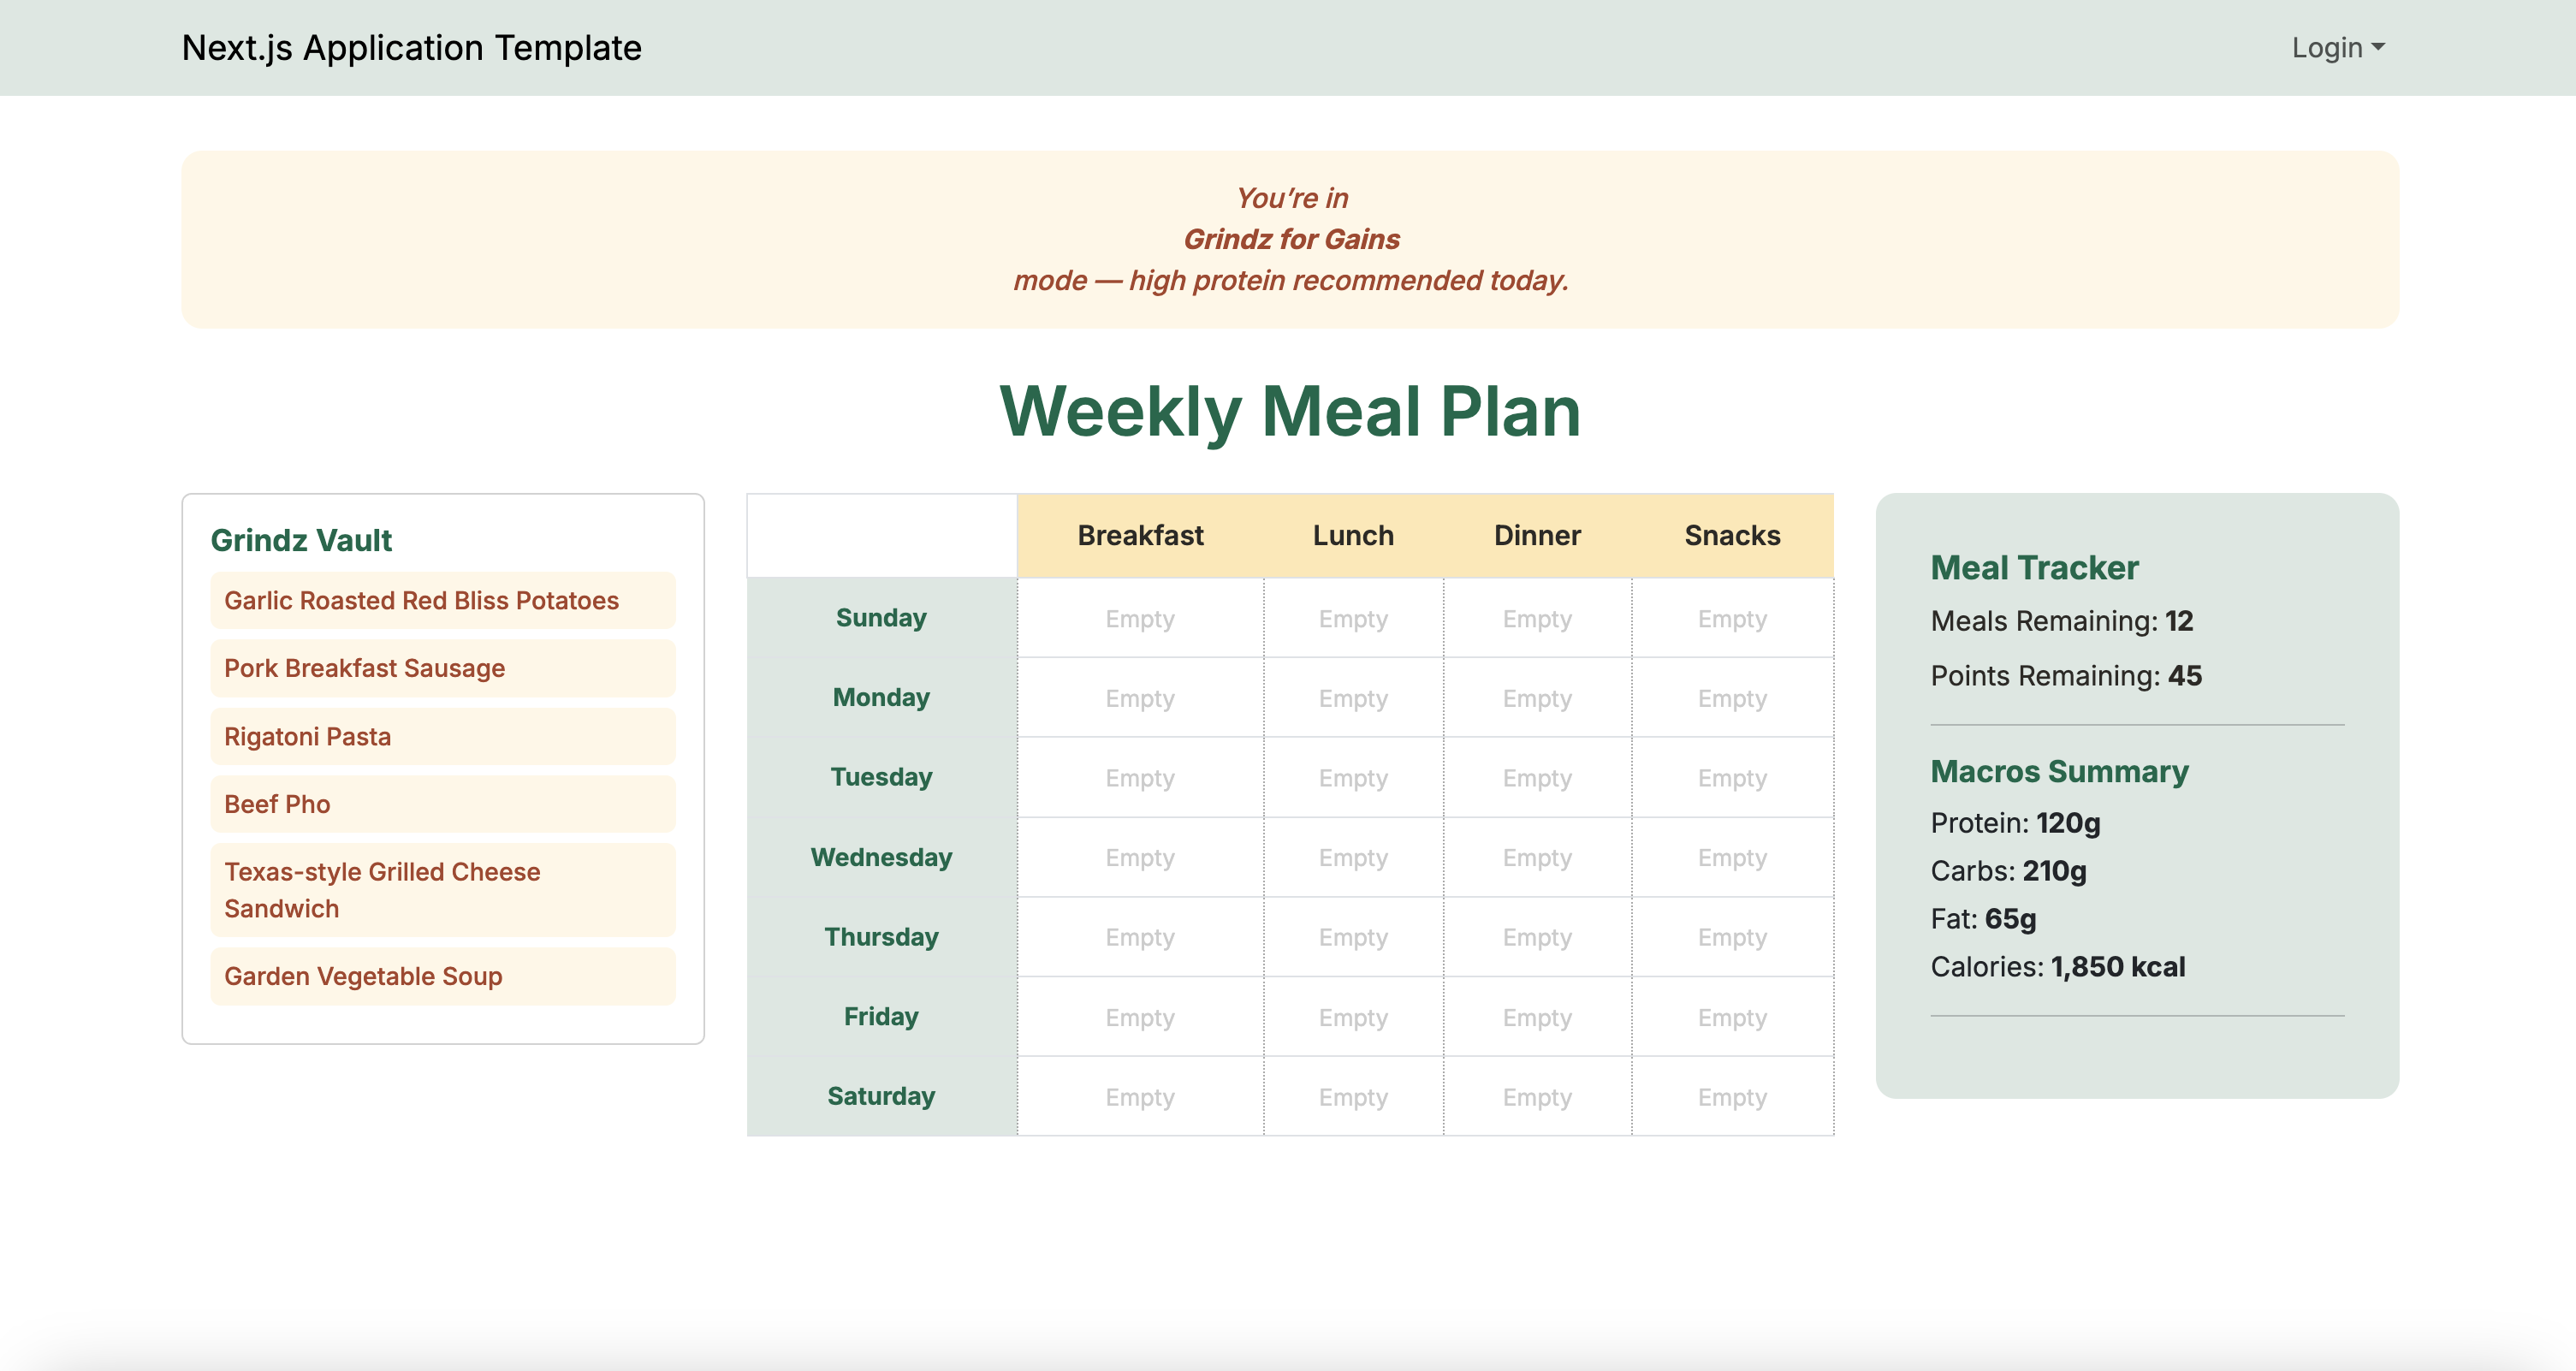 Next.js Application Template
Login
You’re in
Grindz for Gains
mode — high protein recommended today.
Weekly Meal Plan
Grindz Vault
Garlic Roasted Red Bliss Potatoes
Pork Breakfast Sausage
Rigatoni Pasta
Beef Pho
Texas-style Grilled Cheese
Sandwich
Garden Vegetable Soup
Breakfast Lunch Dinner Snacks
Sunday Empty Empty Empty Empty
Monday Empty Empty Empty Empty
Tuesday Empty Empty Empty Empty
Wednesday Empty Empty Empty Empty
Thursday Empty Empty Empty Empty
Friday Empty Empty Empty Empty
Saturday Empty Empty Empty Empty
Meal Tracker
Meals Remaining: 12
Points Remaining: 45
Macros Summary
Protein: 120g
Carbs: 210g
Fat: 65g
Calories: 1,850 kcal